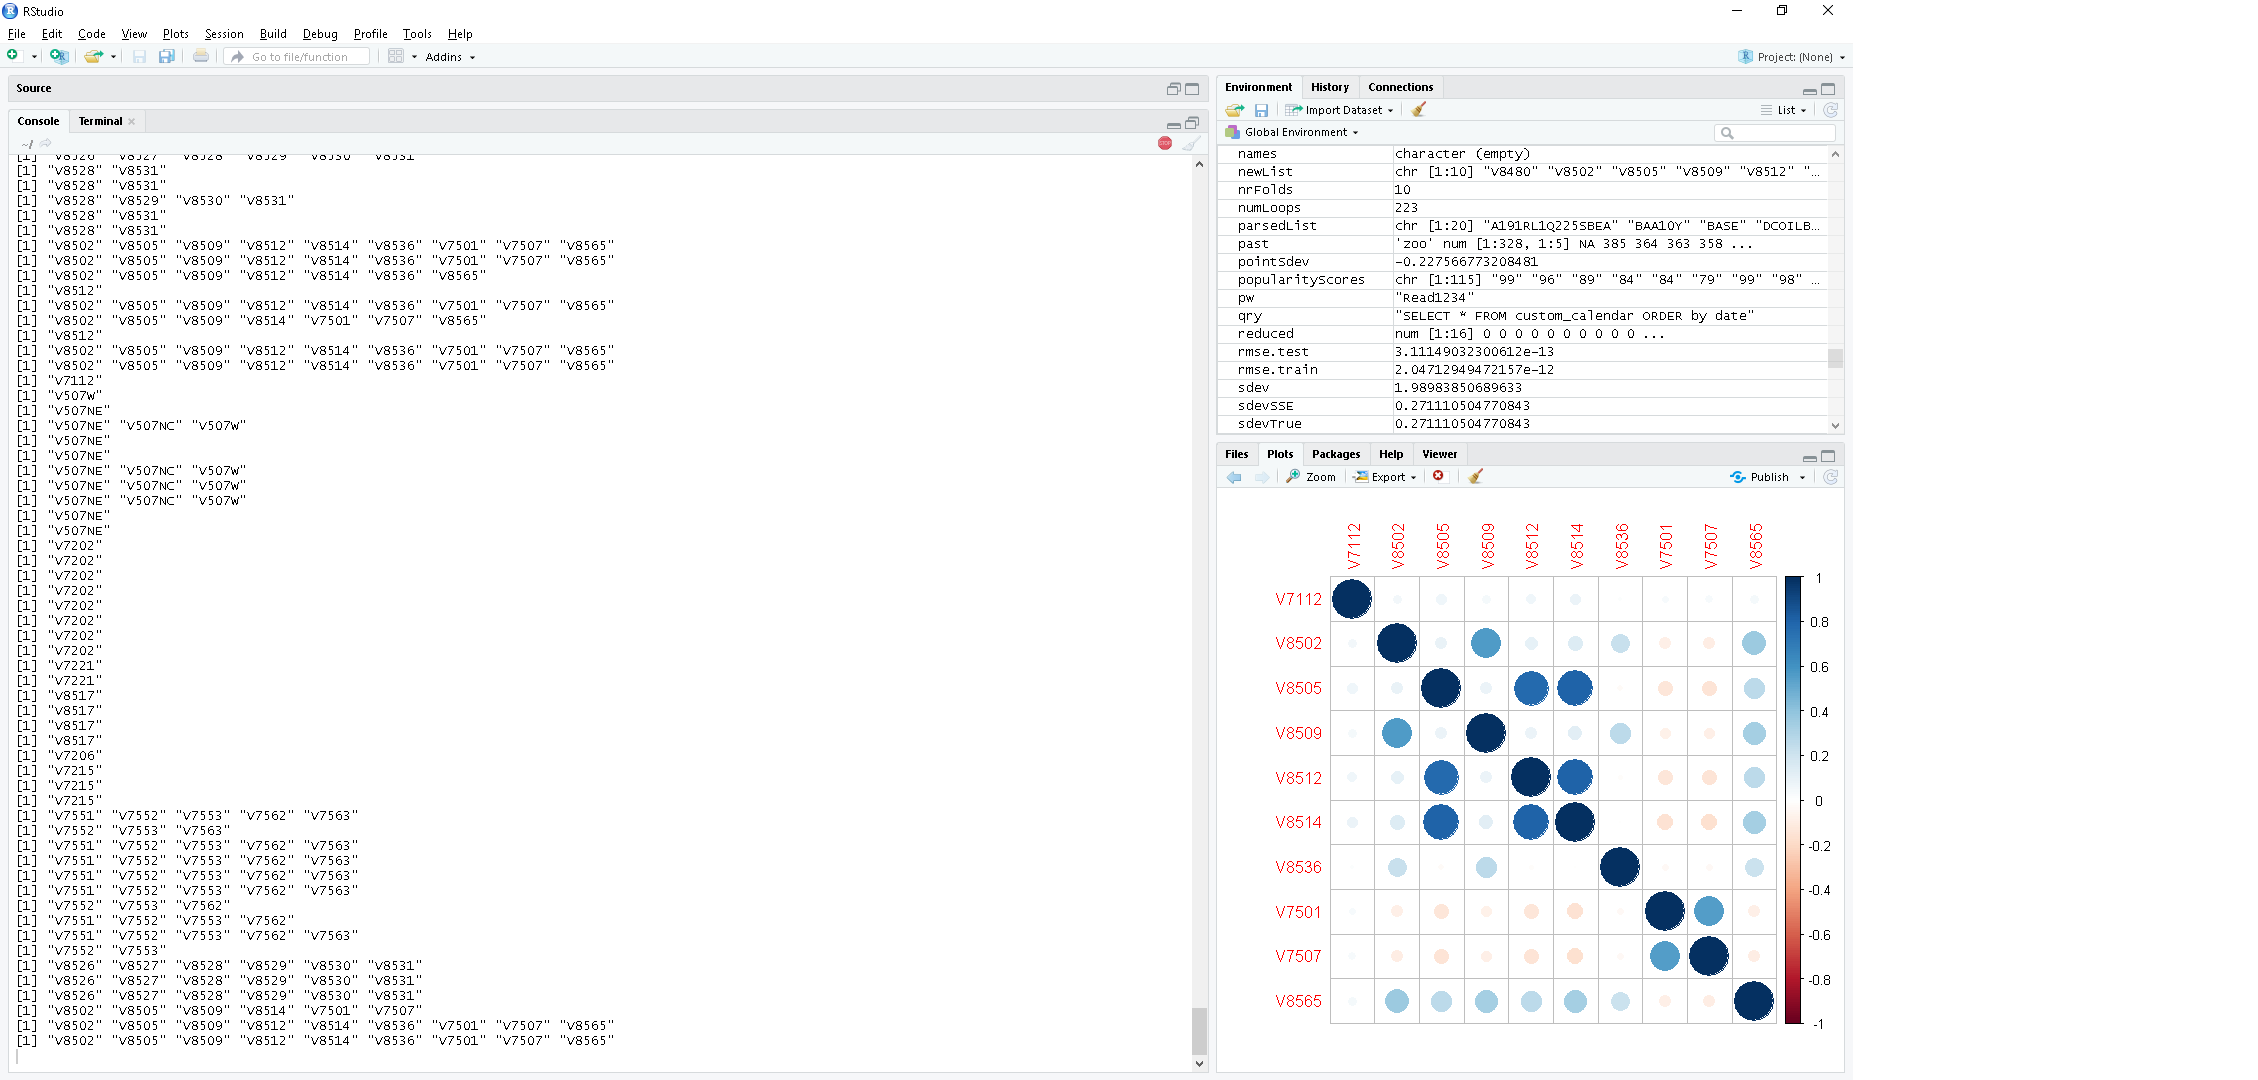 RStudio
File Edit Code View Plots Session Build Debug Profile Tools Help
Go to file/function Addins Project: (None)
Source
Console Terminal
~/
[1] "V8526" "V8527" "V8528" "V8529" "V8530" "V8531"
[1] "V8528" "V8531"
[1] "V8528" "V8531"
[1] "V8528" "V8529" "V8530" "V8531"
[1] "V8528" "V8531"
[1] "V8528" "V8531"
[1] "V8502" "V8505" "V8509" "V8512" "V8514" "V8536" "V7501" "V7507" "V8565"
[1] "V8502" "V8505" "V8509" "V8512" "V8514" "V8536" "V7501" "V7507" "V8565"
[1] "V8502" "V8505" "V8509" "V8512" "V8514" "V8536" "V8565"
[1] "V8512"
[1] "V8502" "V8505" "V8509" "V8512" "V8514" "V8536" "V7501" "V7507" "V8565"
[1] "V8502" "V8505" "V8509" "V8514" "V7501" "V7507" "V8565"
[1] "V8512"
[1] "V8502" "V8505" "V8509" "V8512" "V8514" "V8536" "V7501" "V7507" "V8565"
[1] "V8502" "V8505" "V8509" "V8512" "V8514" "V8536" "V7501" "V7507" "V8565"
[1] "V7112"
[1] "V507W"
[1] "V507NE"
[1] "V507NE" "V507NC" "V507W"
[1] "V507NE"
[1] "V507NE"
[1] "V507NE" "V507NC" "V507W"
[1] "V507NE" "V507NC" "V507W"
[1] "V507NE" "V507NC" "V507W"
[1] "V507NE"
[1] "V507NE"
[1] "V7202"
[1] "V7202"
[1] "V7202"
[1] "V7202"
[1] "V7202"
[1] "V7202"
[1] "V7202"
[1] "V7202"
[1] "V7221"
[1] "V7221"
[1] "V8517"
[1] "V8517"
[1] "V8517"
[1] "V8517"
[1] "V7206"
[1] "V7215"
[1] "V7215"
[1] "V7215"
[1] "V7551" "V7552" "V7553" "V7562" "V7563"
[1] "V7552" "V7553" "V7563"
[1] "V7551" "V7552" "V7553" "V7562" "V7563"
[1] "V7551" "V7552" "V7553" "V7562" "V7563"
[1] "V7551" "V7552" "V7553" "V7562" "V7563"
[1] "V7551" "V7552" "V7553" "V7562" "V7563"
[1] "V7552" "V7553" "V7562"
[1] "V7551" "V7552" "V7553" "V7562"
[1] "V7551" "V7552" "V7553" "V7562" "V7563"
[1] "V7552" "V7553"
[1] "V8526" "V8527" "V8528" "V8529" "V8530" "V8531"
[1] "V8526" "V8527" "V8528" "V8529" "V8530" "V8531"
[1] "V8526" "V8527" "V8528" "V8529" "V8530" "V8531"
[1] "V8502" "V8505" "V8509" "V8514" "V7501" "V7507"
[1] "V8502" "V8505" "V8509" "V8512" "V8514" "V8536" "V7501" "V7507" "V8565"
[1] "V8502" "V8505" "V8509" "V8512" "V8514" "V8536" "V7501" "V7507" "V8565"
Environment History Connections
Import Dataset List
Global Environment
names character (empty)
newList chr [1:10] "V8480" "V8502" "V8505" "V8509" "V8512" "...
nrFolds 10
numLoops 223
parsedList chr [1:20] "A191RL1Q225SBEA" "BAA10Y" "BASE" "DCOILB...
past 'zoo' num [1:328, 1:5] NA 385 364 363 358 ...
pointSdev -0.227566773208481
popularityScores chr [1:115] "99" "96" "89" "84" "84" "79" "99" "98" ...
pw "Read1234"
qry "SELECT * FROM custom_calendar ORDER by date"
reduced num [1:16] 0 0 0 0 0 0 0 0 0 0 ...
rmse.test 3.11149032300612e-13
rmse.train 2.04712949472157e-12
sdev 1.98983850689633
sdevSSE 0.271110504770843
sdevTrue 0.271110504770843
Files Plots Packages Help Viewer
Zoom Export Publish
V7112 V8502 V8505 V8509 V8512 V8514 V8536 V7501 V7507 V8565
V7112
V8502
V8505
V8509
V8512
V8514
V8536
V7501
V7507
V8565
1
0.8
0.6
0.4
0.2
0
-0.2
-0.4
-0.6
-0.8
-1